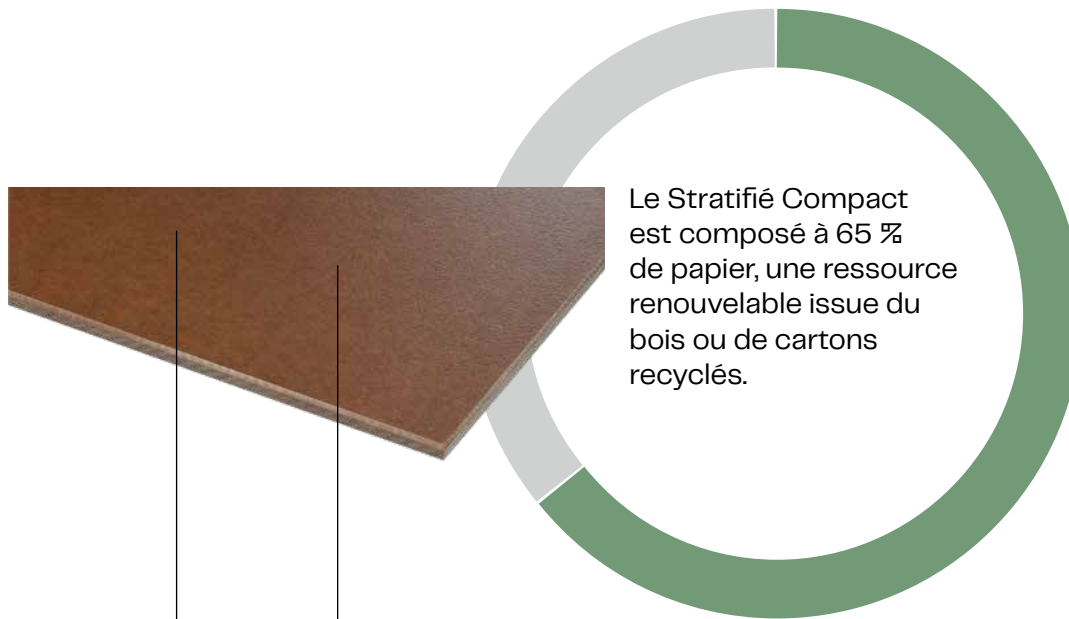 Le Stratifié Compact
est composé à 65 %
de papier, une ressource
renouvelable issue du
bois ou de cartons
recyclés.